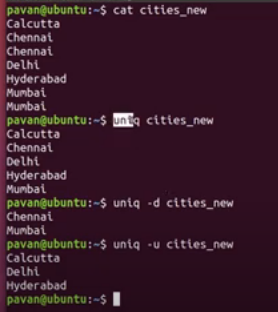 pavan@ubuntu:~$ cat cities_new
Calcutta
Chennai
Chennai
Delhi
Hyderabad
Mumbai
Mumbai
pavan@ubuntu:~$ uniq cities_new
Calcutta
Chennai
Delhi
Hyderabad
Mumbai
pavan@ubuntu:~$ uniq -d cities_new
Chennai
Mumbai
pavan@ubuntu:~$ uniq -u cities_new
Calcutta
Delhi
Hyderabad
pavan@ubuntu:~$